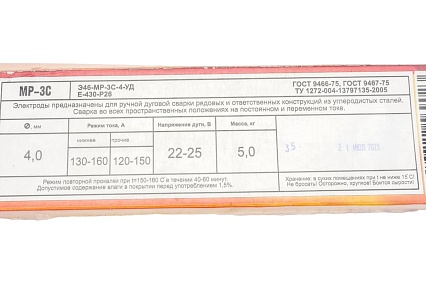 МР-3С
Э46-МР-3С-4-УД
Е-430-Р26
ГОСТ 9466-75, ГОСТ 9467-75
ТУ 1272-004-13797135-2005
Электроды предназначены для ручной дуговой сварки рядовых и ответственных конструкций из углеродистых сталей.
Сварка во всех пространственных положениях на постоянном и переменном токе.
Ø, мм Режим тока, А Напряжение дуги, В Масса, кг
нижнее прочие
4,0 130-160 120-150 22-25 5,0
35
Режим повторной прокалки при t=150-180 С в течении 40-60 минут.
Допустимое содержание влаги в покрытии перед употреблением 1,5%.
Хранение: в сухих помещениях при t не ниже 15 С!
Не бросать! Осторожно, хрупкое! Боится сырости!